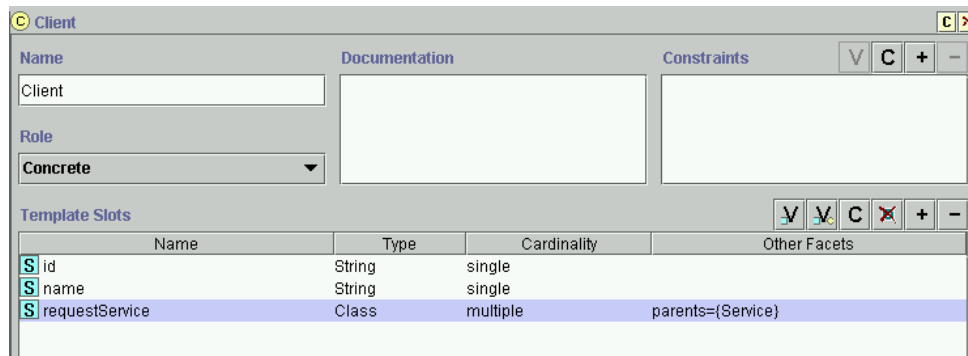 C Client C
Name Documentation Constraints V C + −
Client
Role
Concrete
Template Slots V V C + −
Name Type Cardinality Other Facets
S id String single
S name String single
S requestService Class multiple parents={Service}